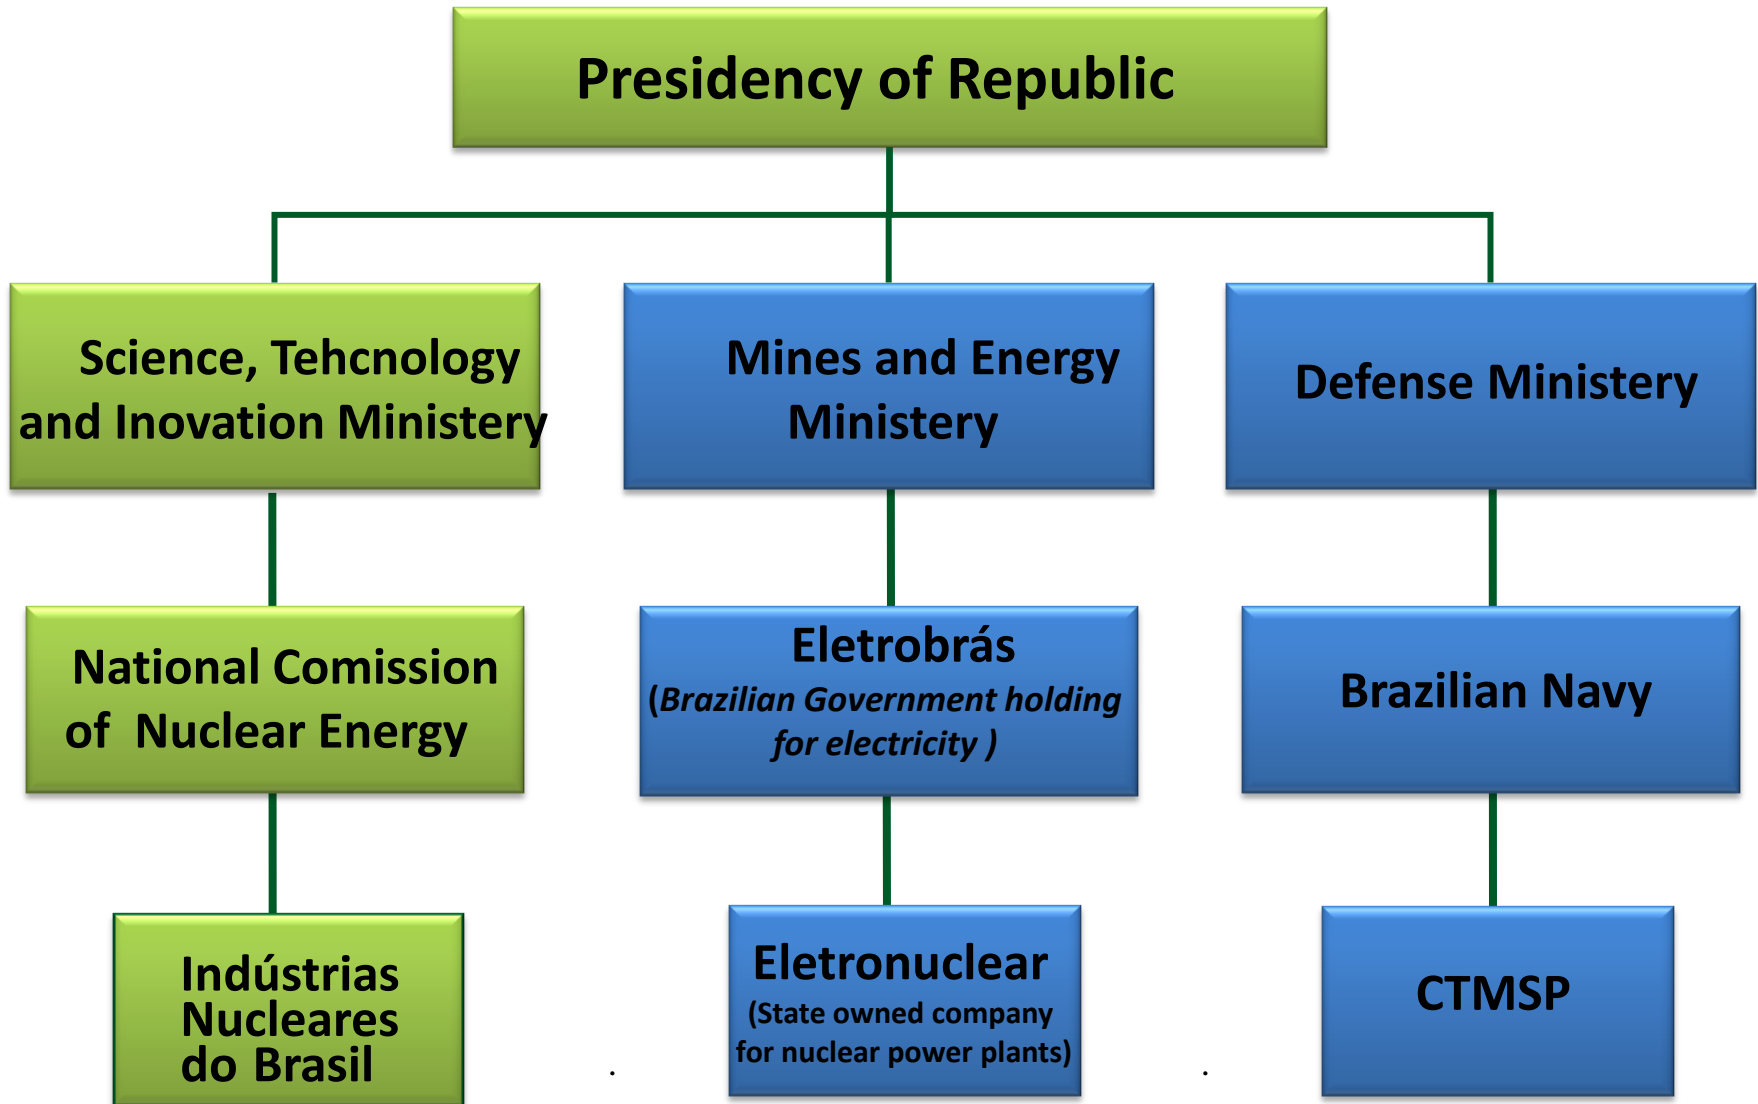 Presidency of Republic
Science, Tehcnology
and Inovation Ministery
Mines and Energy
Ministery
Defense Ministery
National Comission
of Nuclear Energy
Eletrobrás
(Brazilian Government holding
for electricity )
Brazilian Navy
Indústrias
Nucleares
do Brasil
.
Eletronuclear
(State owned company
for nuclear power plants)
.
CTMSP